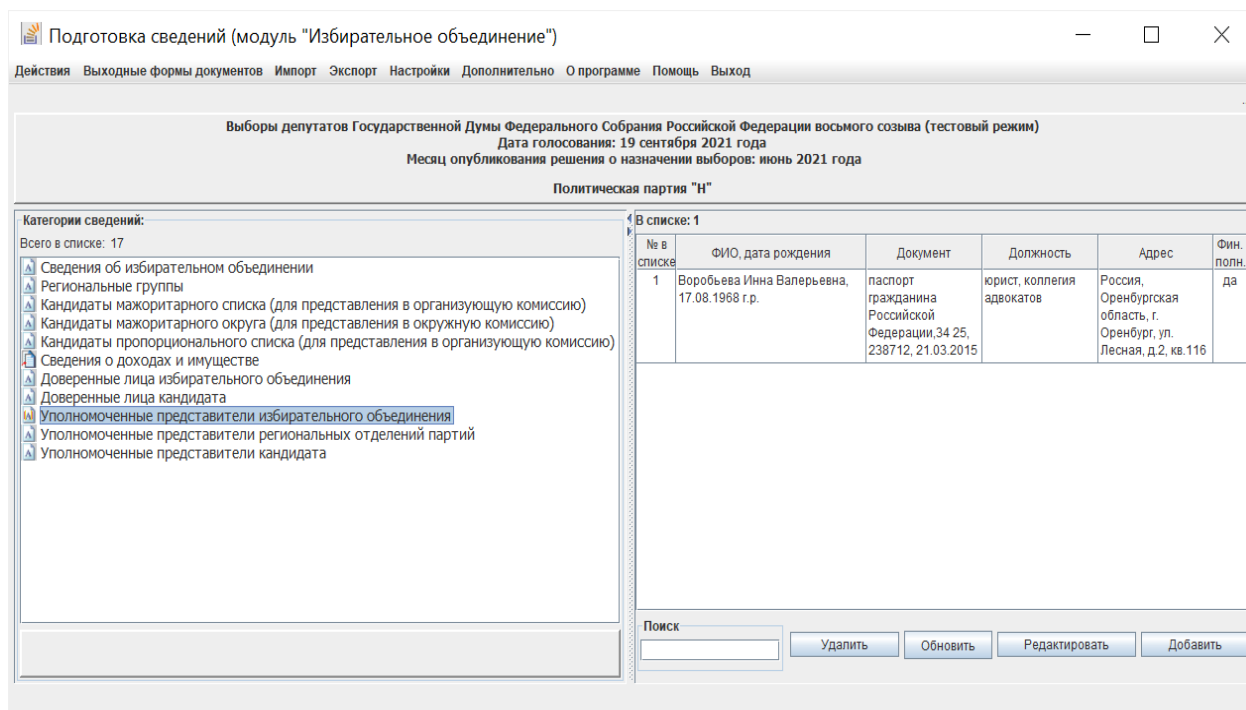 Подготовка сведений (модуль "Избирательное объединение")
Действия Выходные формы документов Импорт Экспорт Настройки Дополнительно О программе Помощь Выход
Выборы депутатов Государственной Думы Федерального Собрания Российской Федерации восьмого созыва (тестовый режим)
Дата голосования: 19 сентября 2021 года
Месяц опубликования решения о назначении выборов: июнь 2021 года
Политическая партия "Н"
Категории сведений:
Всего в списке: 17
Сведения об избирательном объединении
Региональные группы
Кандидаты мажоритарного списка (для представления в организующую комиссию)
Кандидаты мажоритарного округа (для представления в окружную комиссию)
Кандидаты пропорционального списка (для представления в организующую комиссию)
Сведения о доходах и имуществе
Доверенные лица избирательного объединения
Доверенные лица кандидата
Уполномоченные представители избирательного объединения
Уполномоченные представители региональных отделений партий
Уполномоченные представители кандидата
В списке: 1
№ в
списке
ФИО, дата рождения
Документ
Должность
Адрес
Фин.
полн.
1
Воробьева Инна Валерьевна,
17.08.1968 г.р.
паспорт
гражданина
Российской
Федерации,34 25,
238712, 21.03.2015
юрист, коллегия
адвокатов
Россия,
Оренбургская
область, г.
Оренбург, ул.
Лесная, д.2, кв.116
да
Поиск
Удалить
Обновить
Редактировать
Добавить